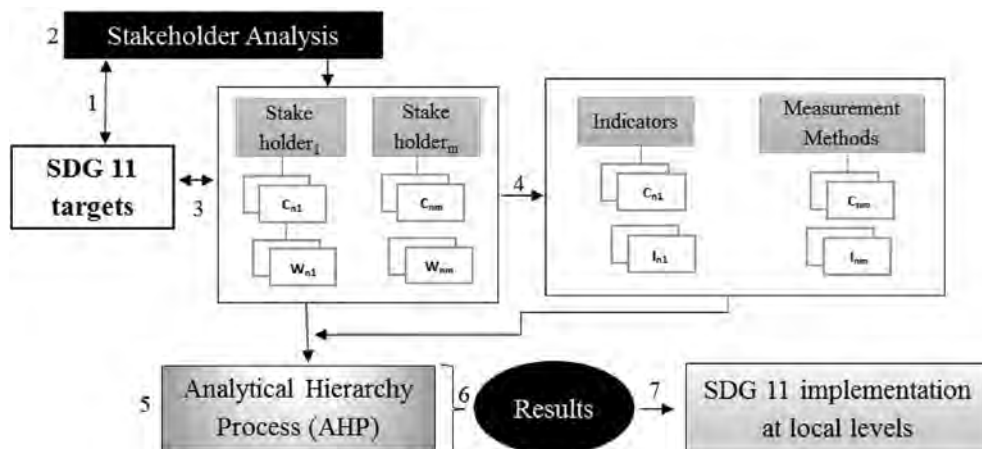 2
Stakeholder Analysis
1
SDG 11
targets
3
Stake
holder1
Stake
holderm
Cn1
Cnm
Wn1
Wnm
4
Indicators
Measurement
Methods
Cn1
Cnm
In1
Inm
5
Analytical Hierarchy
Process (AHP)
6
Results
7
SDG 11 implementation
at local levels